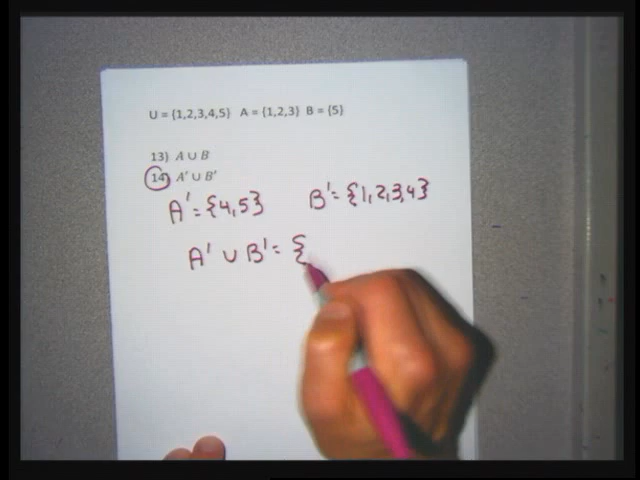 U = {1,2,3,4,5} A = {1,2,3} B = {5}
13) A ∪ B
14) A' ∪ B'
A' = {4,5} B' = {1,2,3,4}
A' ∪ B' = {